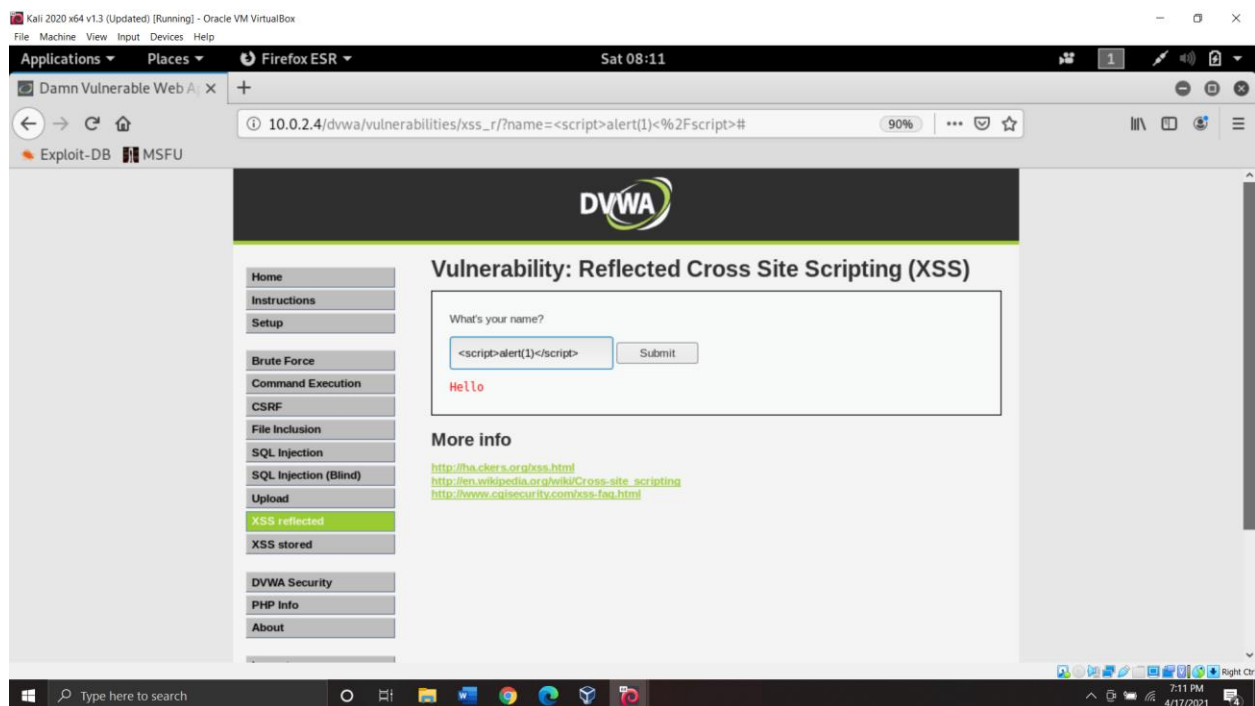 Kali 2020 x64 v1.3 (Updated) [Running] - Oracle VM VirtualBox
File Machine View Input Devices Help
Applications Places Firefox ESR Sat 08:11 1
Damn Vulnerable Web A
10.0.2.4/dvwa/vulnerabilities/xss_r/?name=<script>alert(1)<%2Fscript># 90%
Exploit-DB MSFU
DVWA
Vulnerability: Reflected Cross Site Scripting (XSS)
Home
Instructions
Setup
Brute Force
Command Execution
CSRF
File Inclusion
SQL Injection
SQL Injection (Blind)
Upload
XSS reflected
XSS stored
DVWA Security
PHP Info
About
What's your name?
<script>alert(1)</script> Submit
Hello
More info
http://ha.ckers.org/xss.html
http://en.wikipedia.org/wiki/Cross-site_scripting
http://www.cgisecurity.com/xss-faq.html
Right Ctr
Type here to search
7:11 PM
4/17/2021